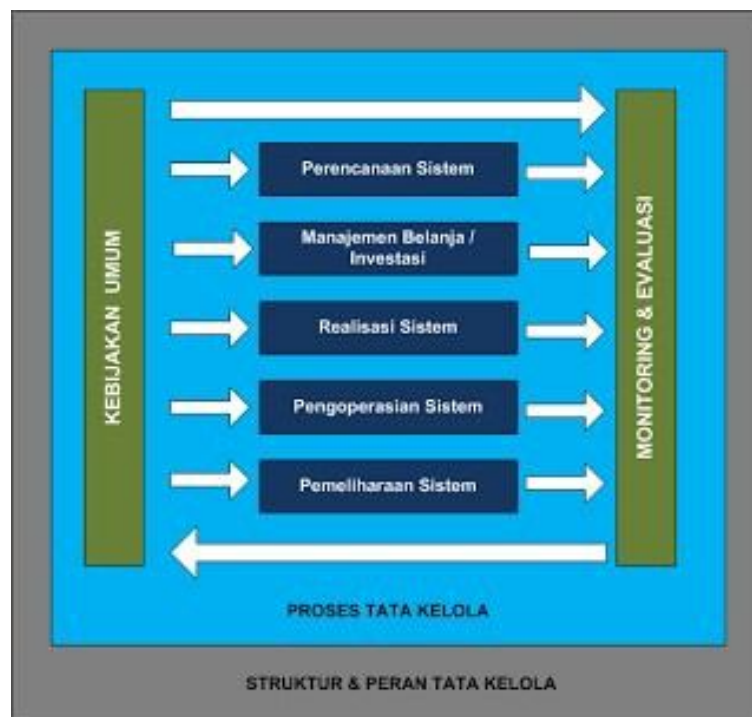 KEBIJAKAN UMUM
Perencanaan Sistem
Manajemen Belanja /
Investasi
Realisasi Sistem
Pengoperasian Sistem
Pemeliharaan Sistem
MONITORING & EVALUASI
PROSES TATA KELOLA
STRUKTUR & PERAN TATA KELOLA